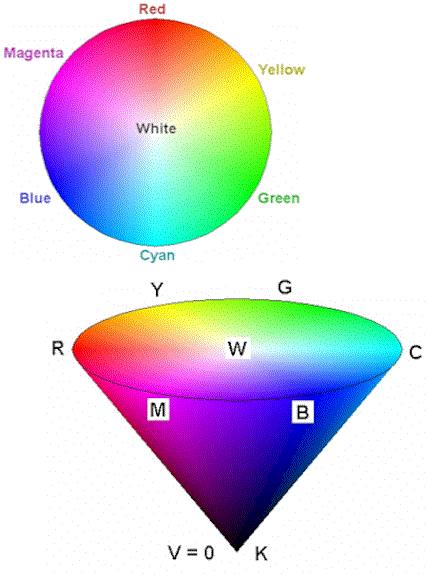 Red
Magenta
Yellow
White
Blue
Green
Cyan
Y
G
R
W
C
M
B
V = 0
K